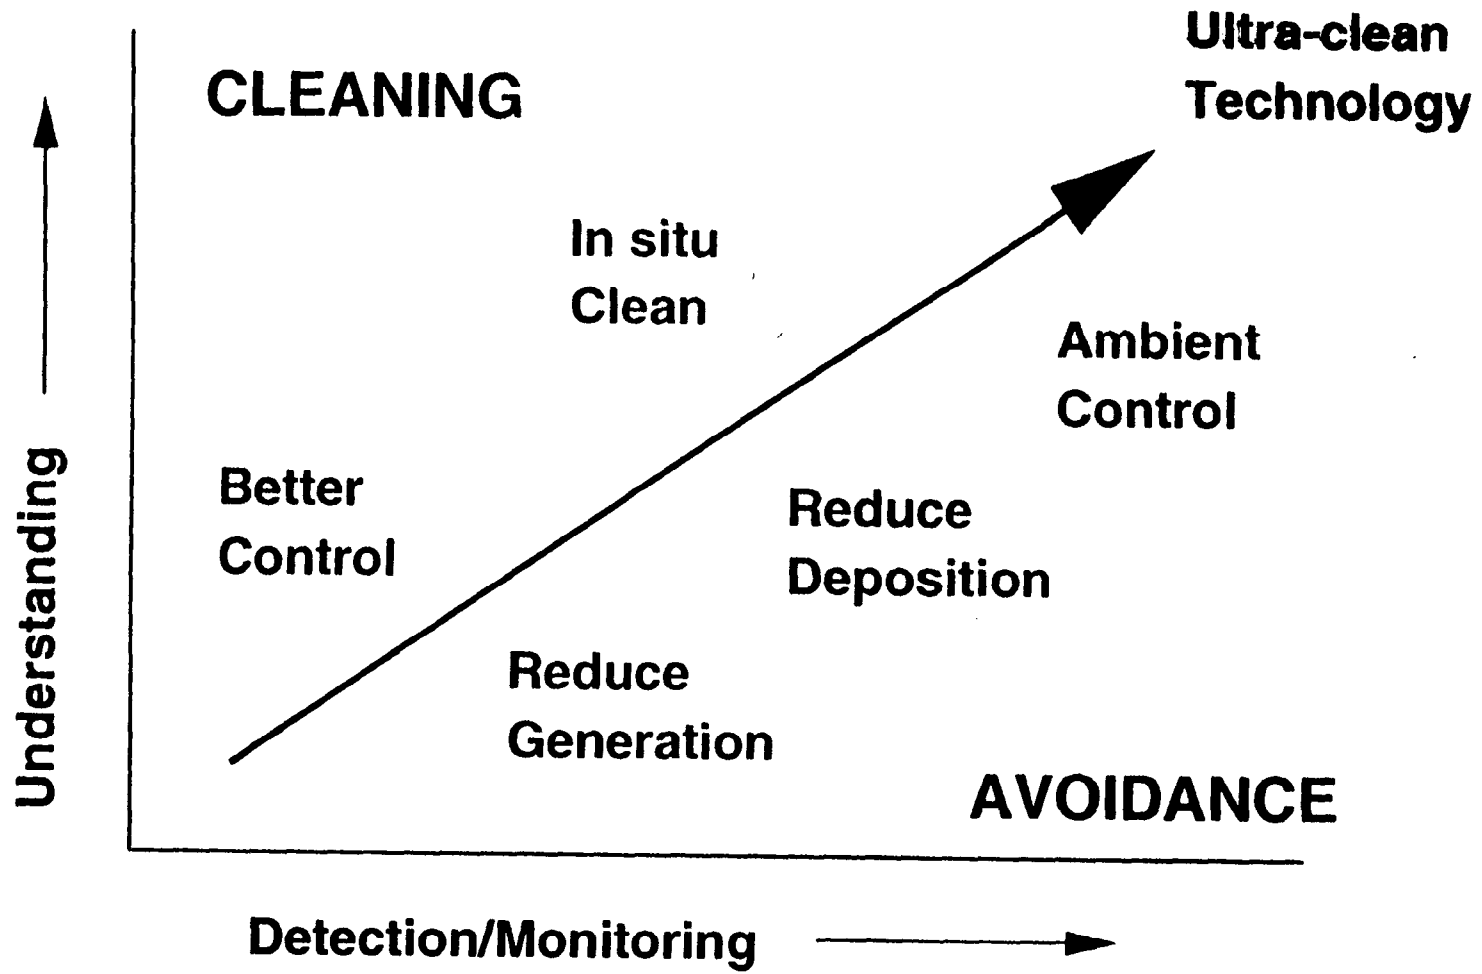 Ultra-clean
Technology
CLEANING
In situ
Clean
Ambient
Control
Better
Control
Reduce
Deposition
Reduce
Generation
AVOIDANCE
Understanding
Detection/Monitoring